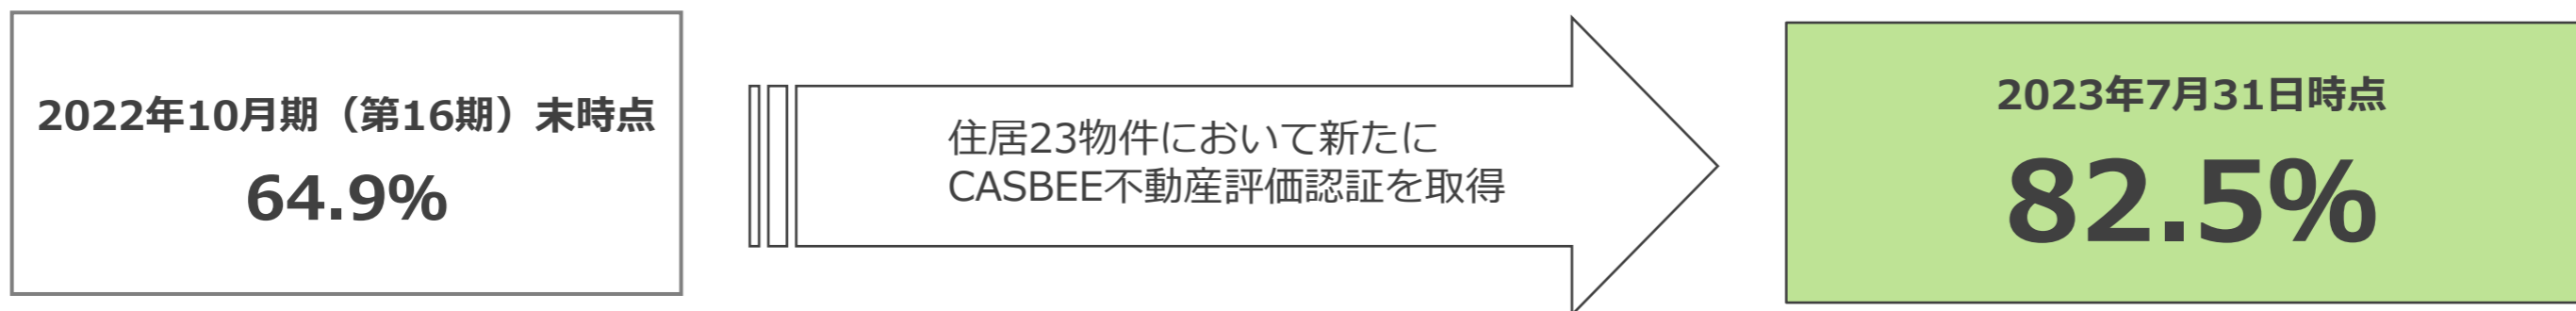 2022年10月期（第16期）末時点
64.9%
住居23物件において新たに
CASBEE不動産評価認証を取得
2023年7月31日時点
82.5%